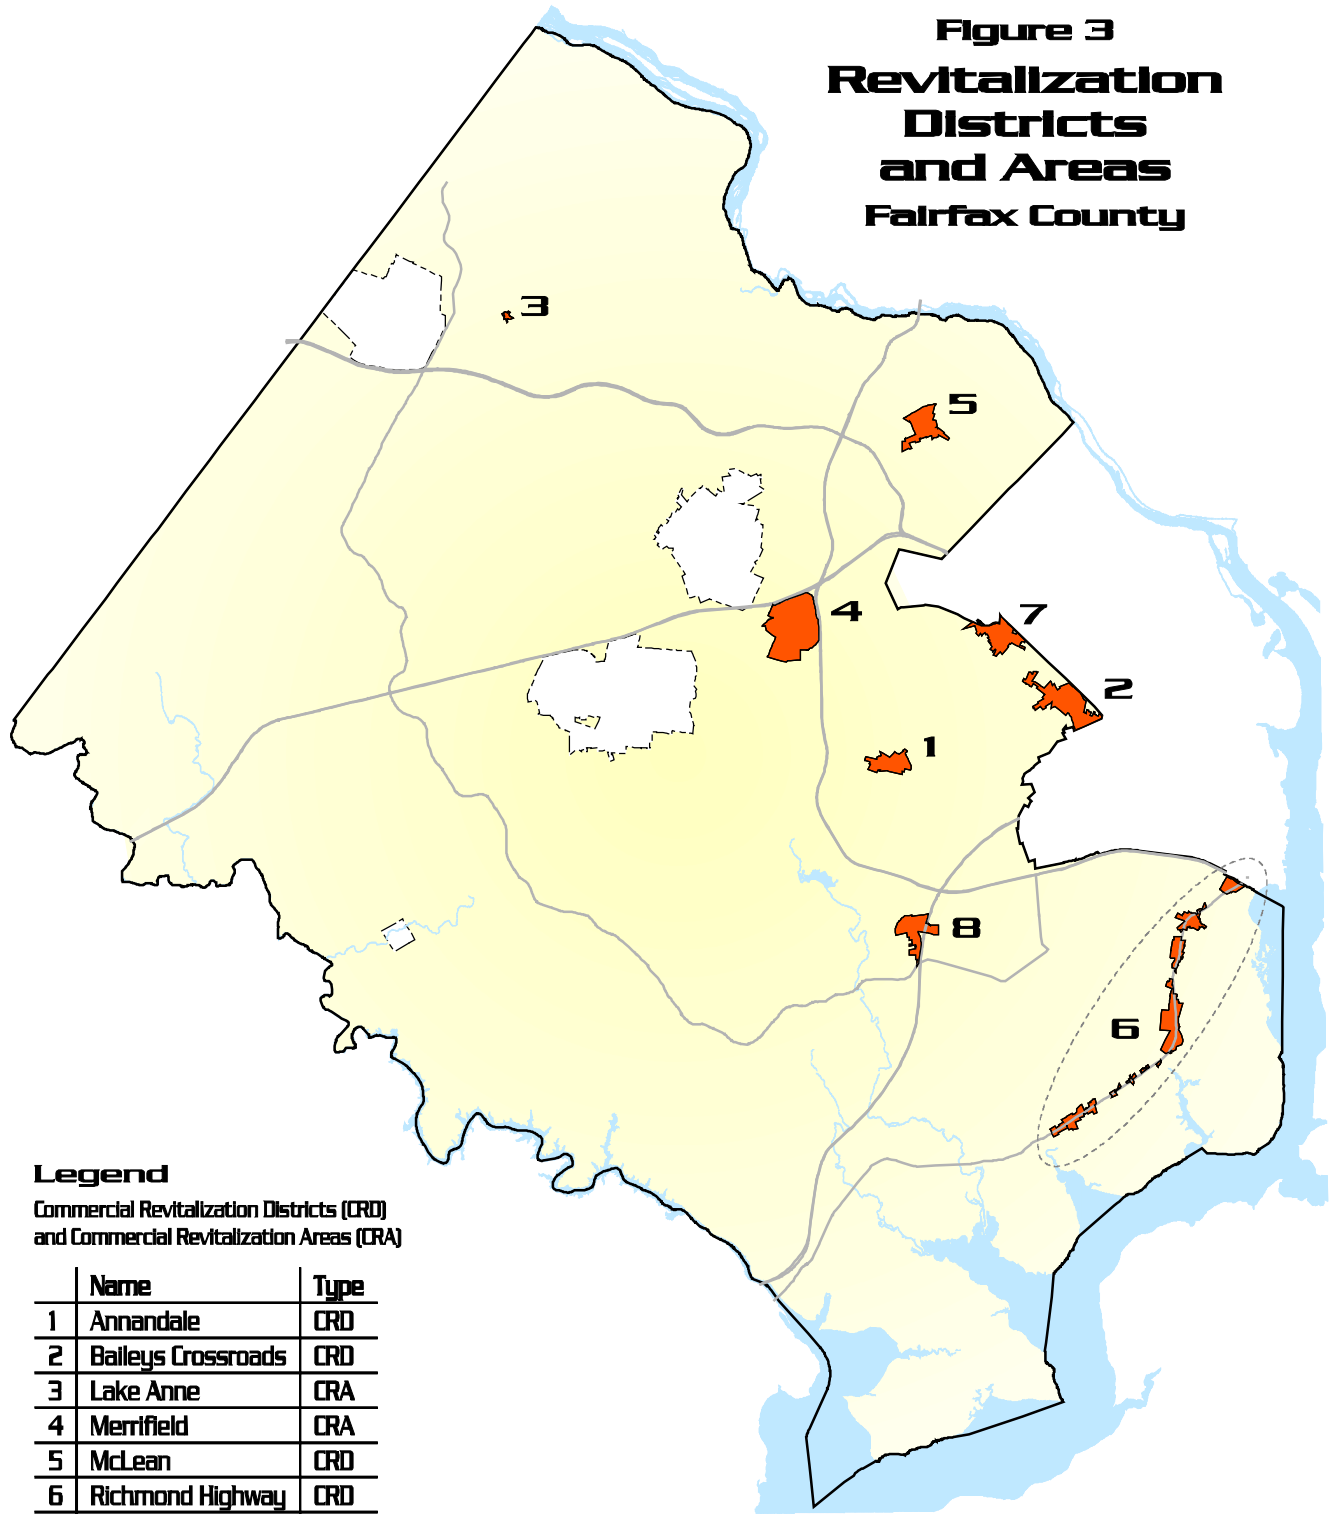 Figure 3
Revitalization
Districts
and Areas
Fairfax County
3
5
4
7
2
1
8
6
Legend
Commercial Revitalization Districts (CRD)
and Commercial Revitalization Areas (CRA)
Name Type
1 Annandale CRD
2 Baileys Crossroads CRD
3 Lake Anne CRA
4 Merrifield CRA
5 McLean CRD
6 Richmond Highway CRD